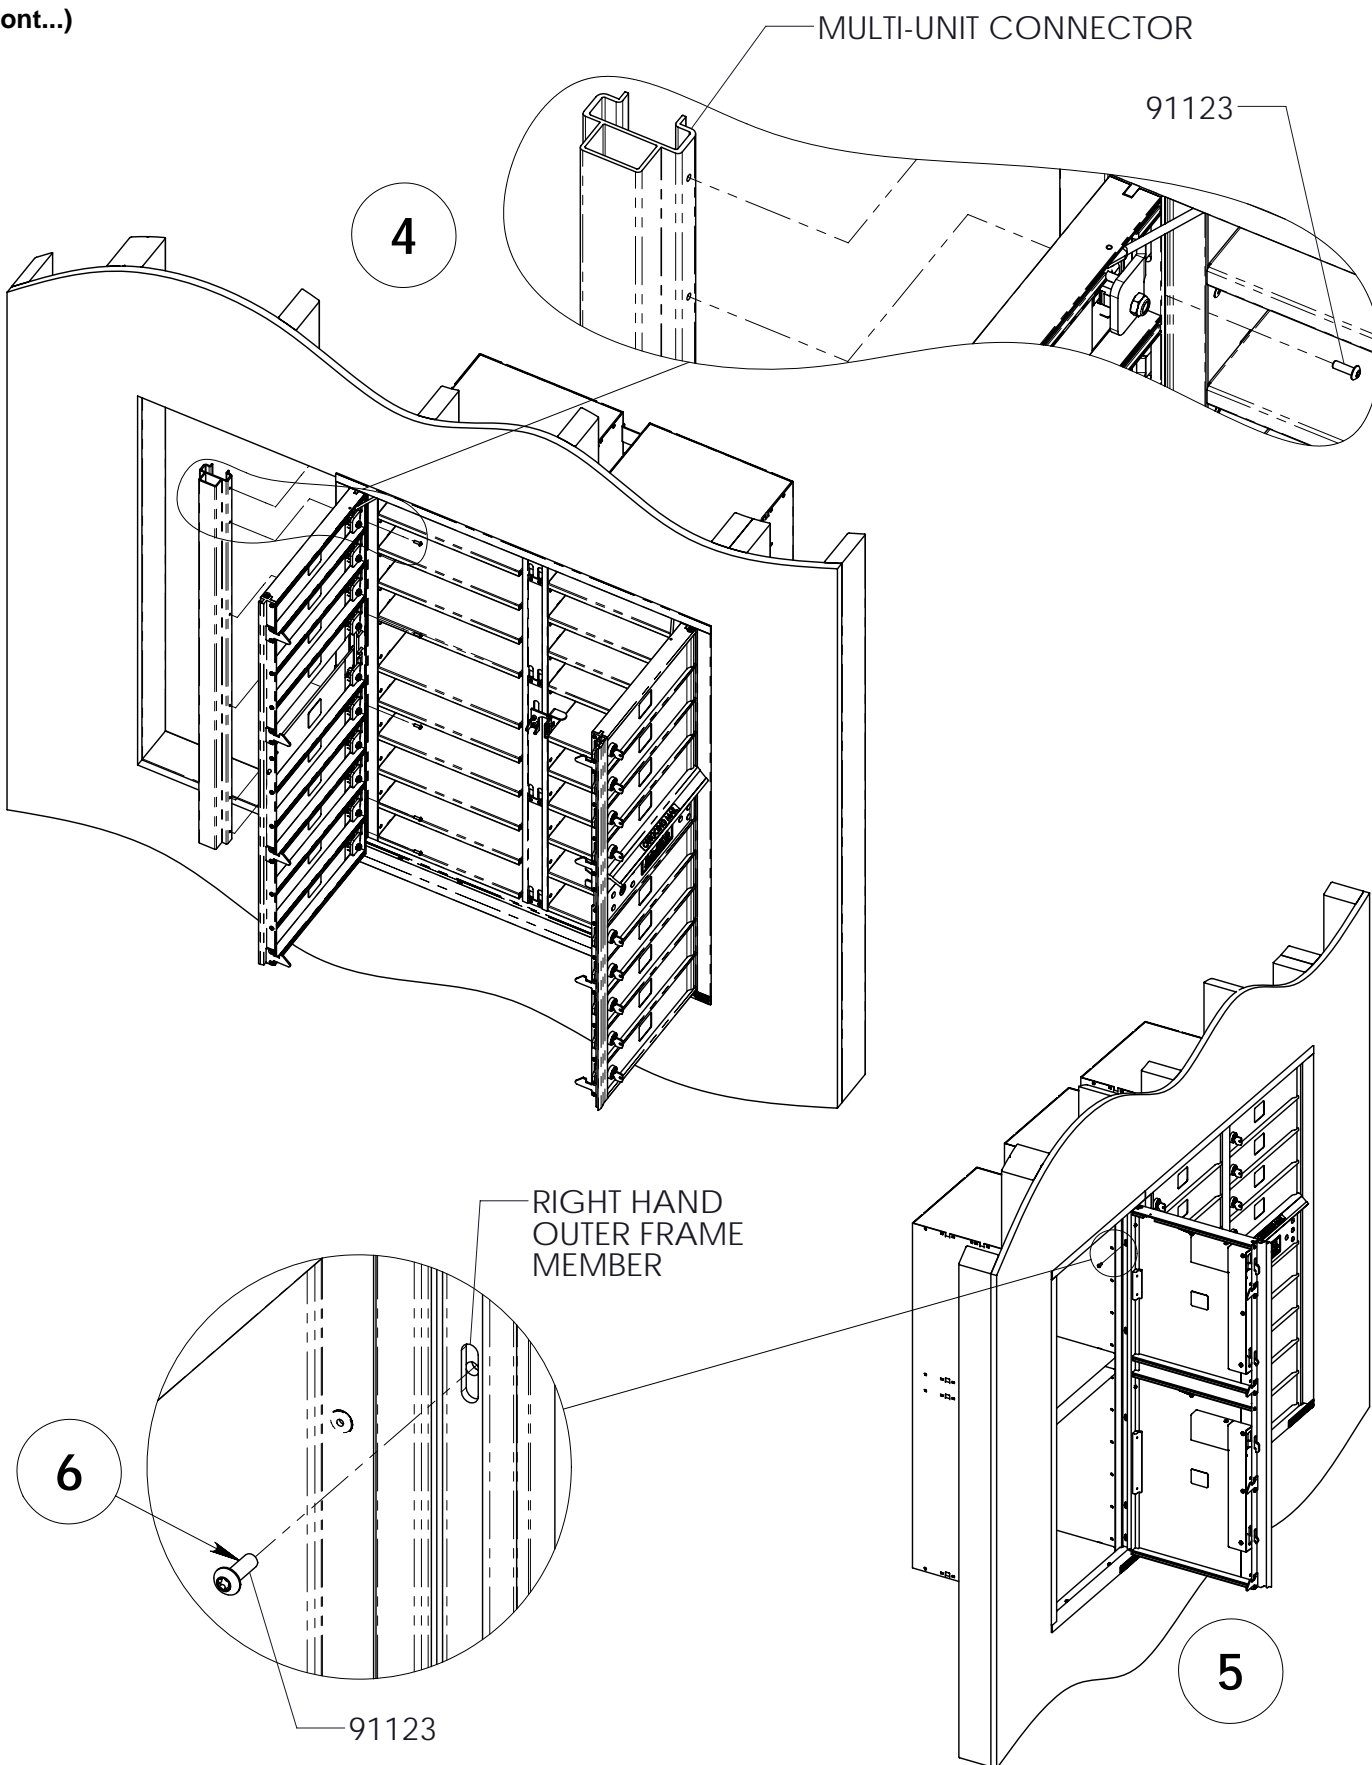 ont...)
MULTI-UNIT CONNECTOR
91123
4
RIGHT HAND
OUTER FRAME
MEMBER
6
5
91123